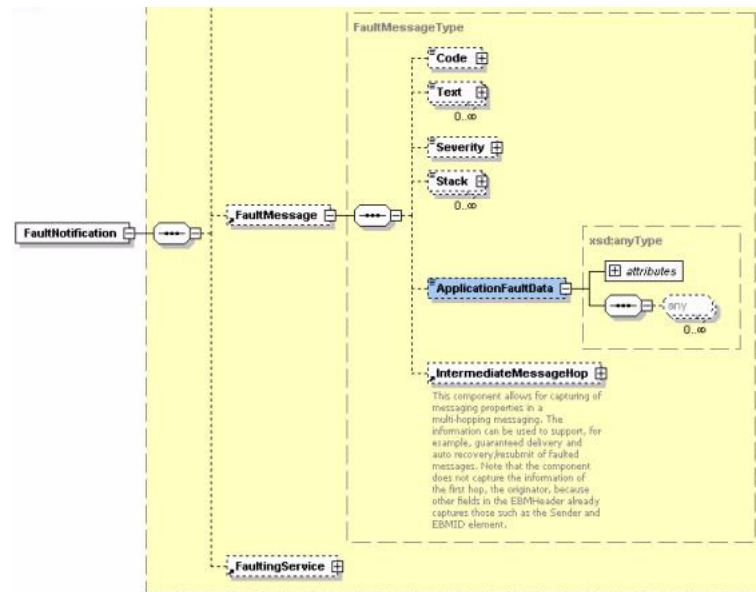 FaultMessageType
Code
Text
0..∞
Severity
Stack
0..∞
FaultMessage
FaultNotification
xsd:anyType
attributes
ApplicationFaultData
any
0..∞
IntermediateMessageHop
This component allows for capturing of
messaging properties in a
multi-hopping messaging. The
information can be used to support, for
example, guaranteed delivery and
auto recovery/resubmit of faulted
messages. Note that the component
does not capture the information of
the first hop, the originator, because
other fields in the EBMHeader already
captures those such as the Sender and
EBMID element.
FaultingService